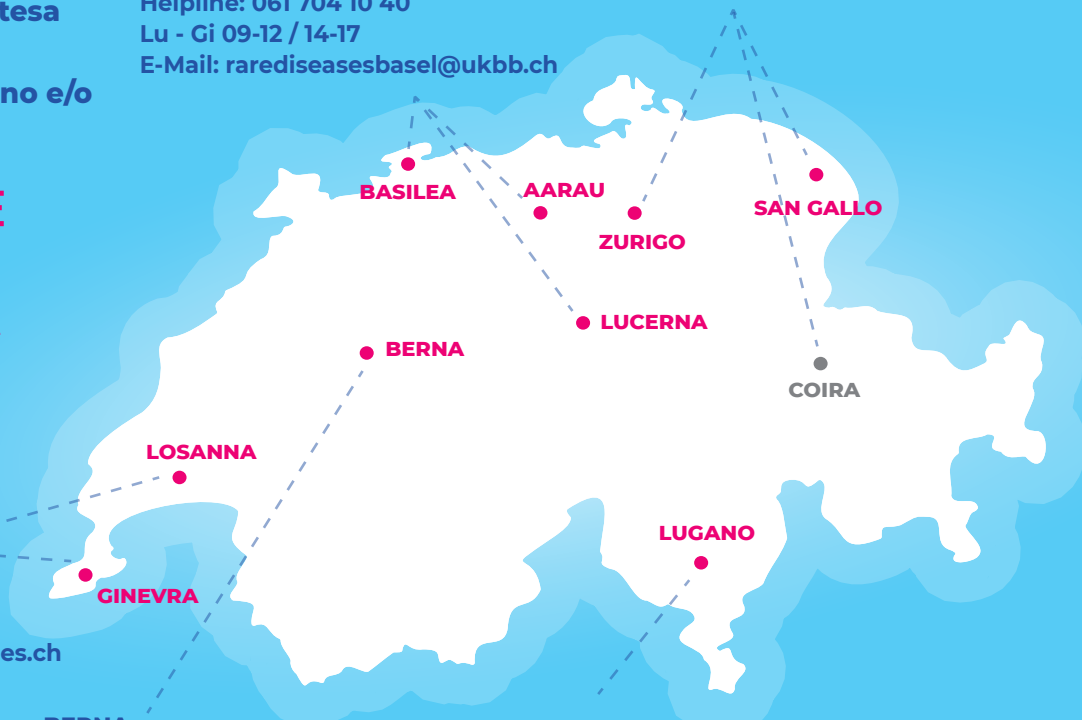 tesa
no e/o
Helpline: 061 704 10 40
Lu - Gi 09-12 / 14-17
E-Mail: rarediseasesbasel@ukbb.ch
BASILEA
AARAU
SAN GALLO
ZURIGO
LUCERNA
BERNA
COIRA
LOSANNA
LUGANO
GINEVRA
es.ch
BERNA